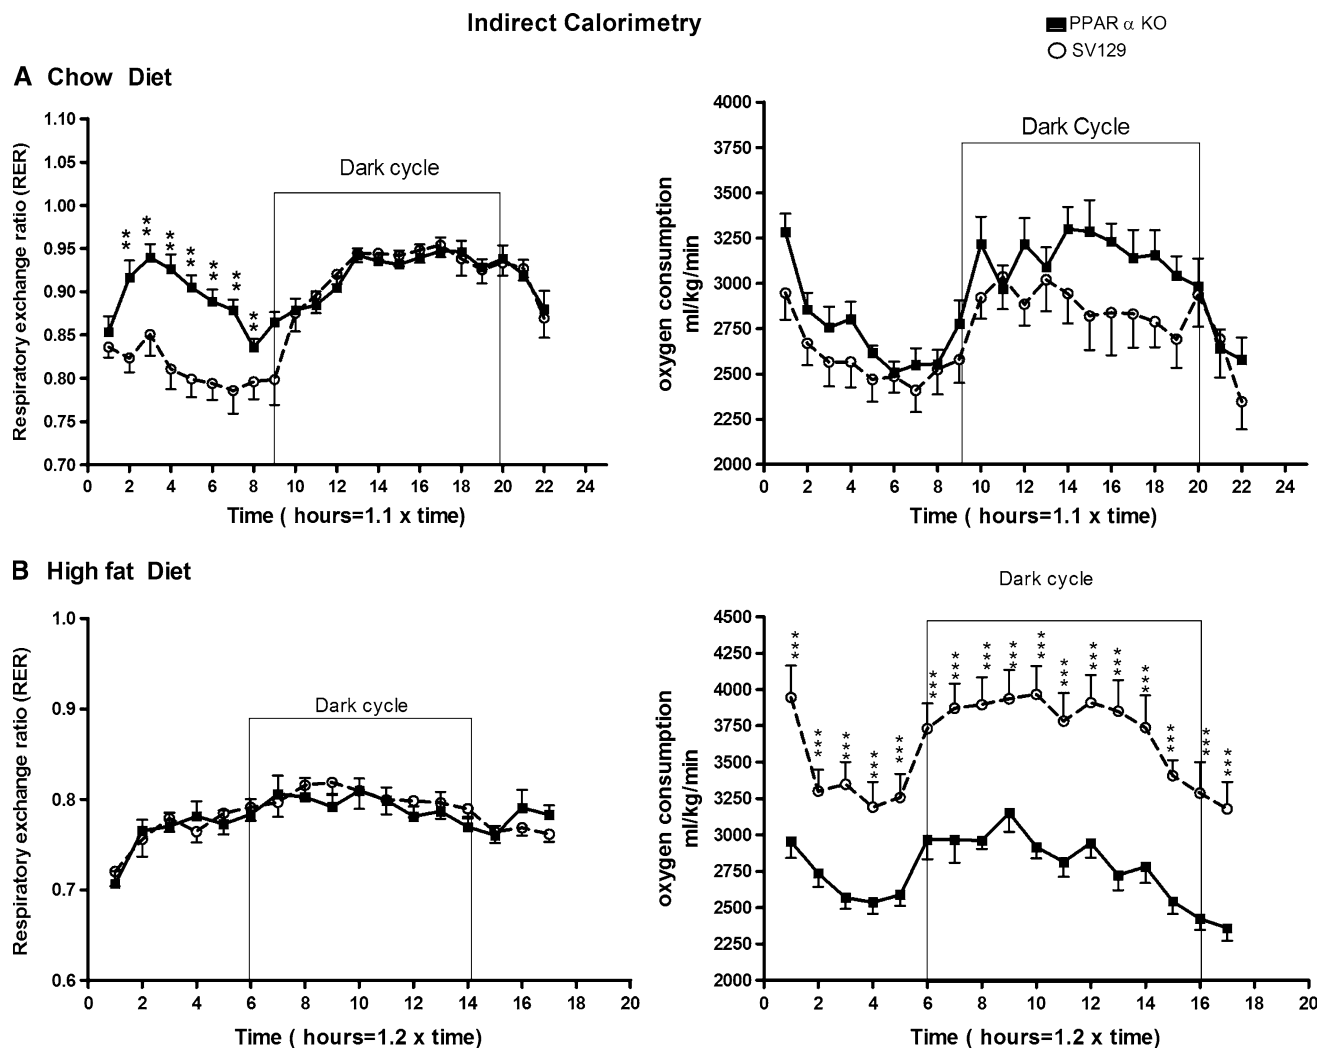 Indirect Calorimetry
PPAR α KO
SV129
A Chow Diet
Respiratory exchange ratio (RER)
1.10
1.05
1.00
0.95
0.90
0.85
0.80
0.75
0.70
Dark cycle
** ** ** ** ** ** **
0 2 4 6 8 10 12 14 16 18 20 22 24
Time ( hours=1.1 x time)
oxygen consumption
ml/kg/min
4000
3750
3500
3250
3000
2750
2500
2250
2000
Dark Cycle
0 2 4 6 8 10 12 14 16 18 20 22 24
Time ( hours=1.1 x time)
B High fat Diet
Respiratory exchange ratio (RER)
1.0
0.9
0.8
0.7
0.6
Dark cycle
0 2 4 6 8 10 12 14 16 18 20
Time ( hours=1.2 x time)
Dark cycle
oxygen consumption
ml/kg/min
4500
4250
4000
3750
3500
3250
3000
2750
2500
2250
2000
*** *** *** *** *** *** *** *** *** *** *** *** *** *** *** *** ***
0 2 4 6 8 10 12 14 16 18 20
Time ( hours=1.2 x time)